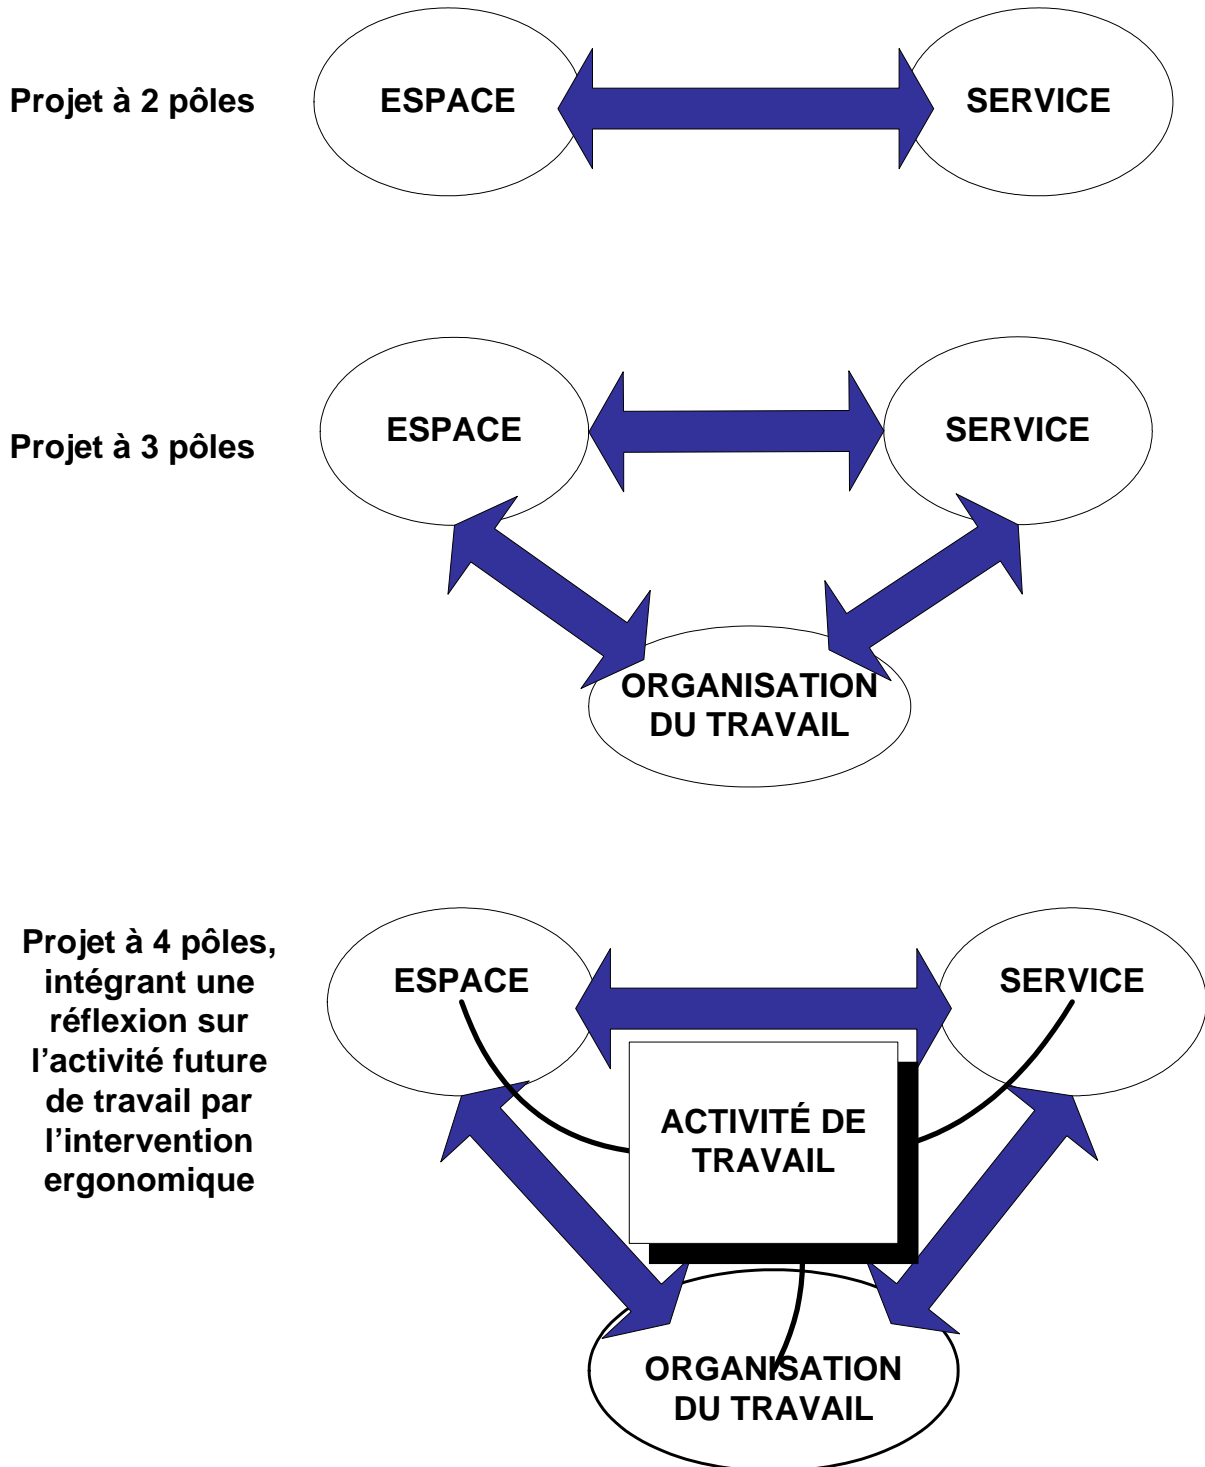 Projet à 2 pôles
ESPACE
SERVICE
Projet à 3 pôles
ESPACE
SERVICE
ORGANISATION
DU TRAVAIL
Projet à 4 pôles,
intégrant une
réflexion sur
l’activité future
de travail par
l’intervention
ergonomique
ESPACE
SERVICE
ACTIVITÉ DE
TRAVAIL
ORGANISATION
DU TRAVAIL